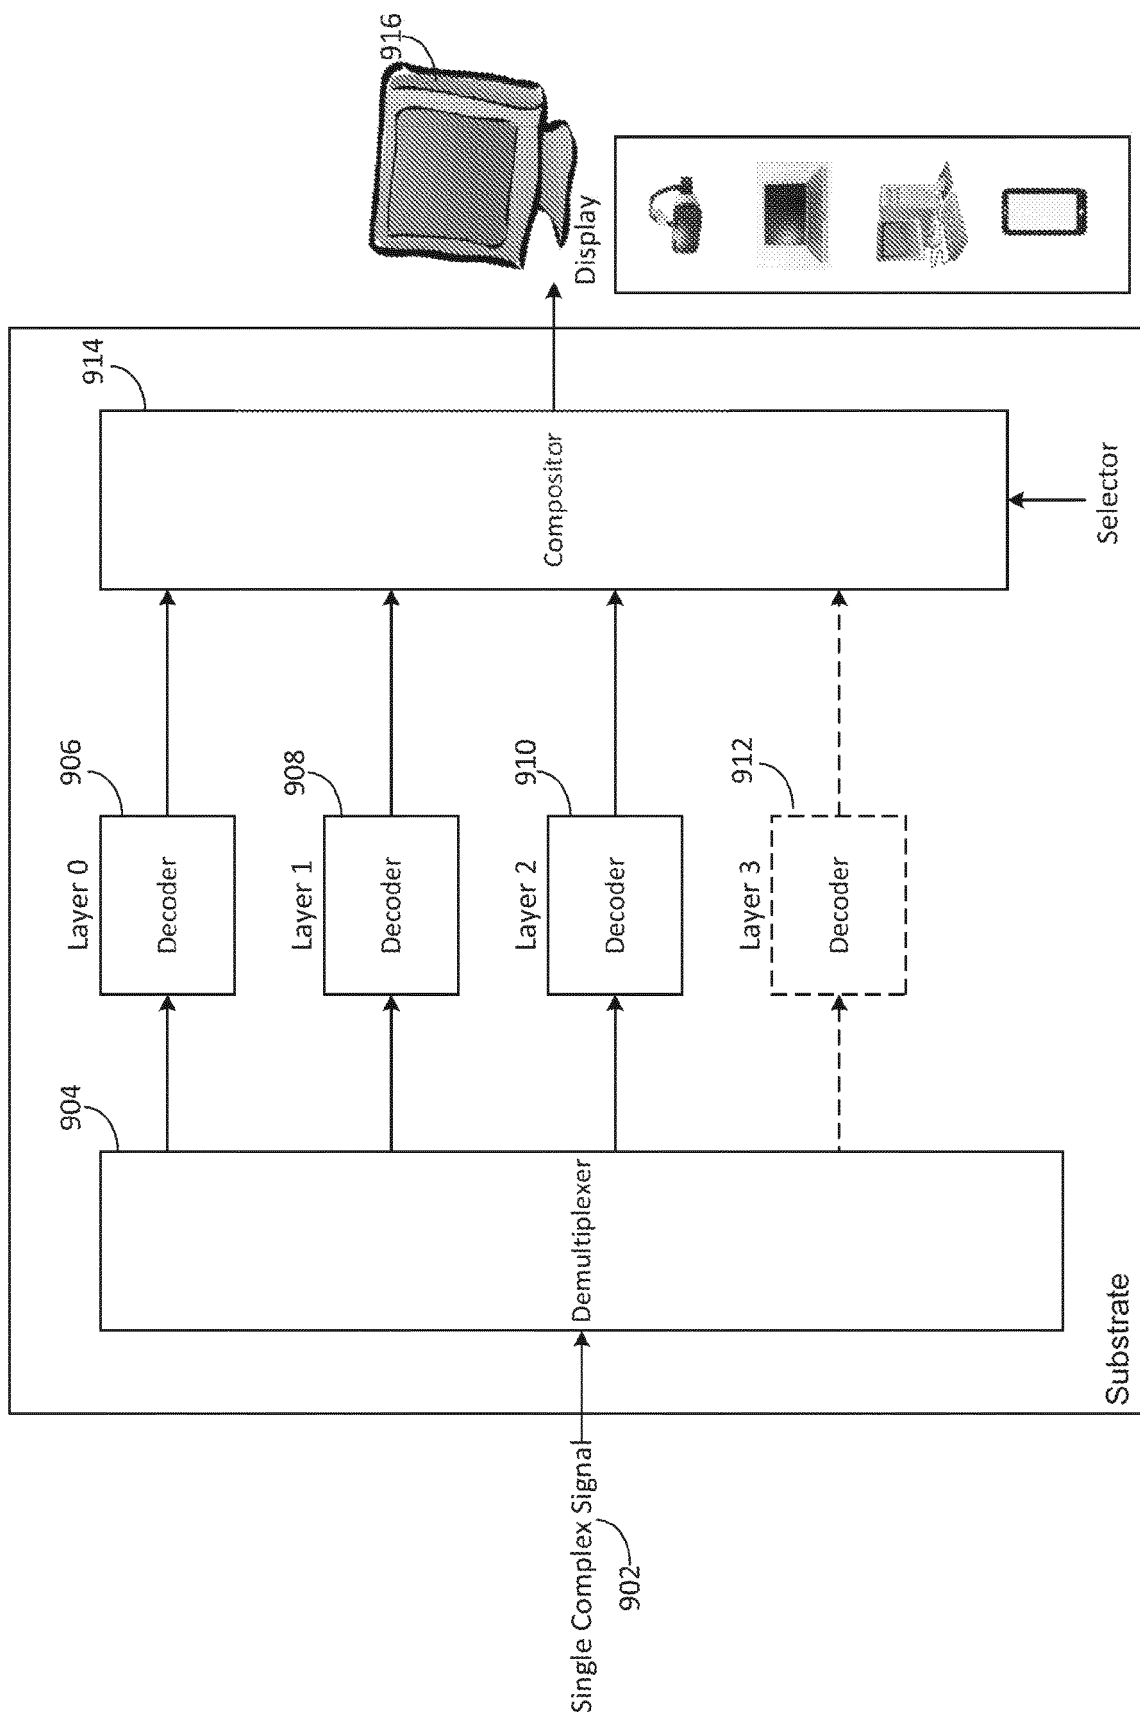 Single Complex Signal
902
Substrate
904
Demultiplexer
Layer 0
906
Decoder
Layer 1
908
Decoder
Layer 2
910
Decoder
Layer 3
912
Decoder
914
Compositor
Selector
916
Display